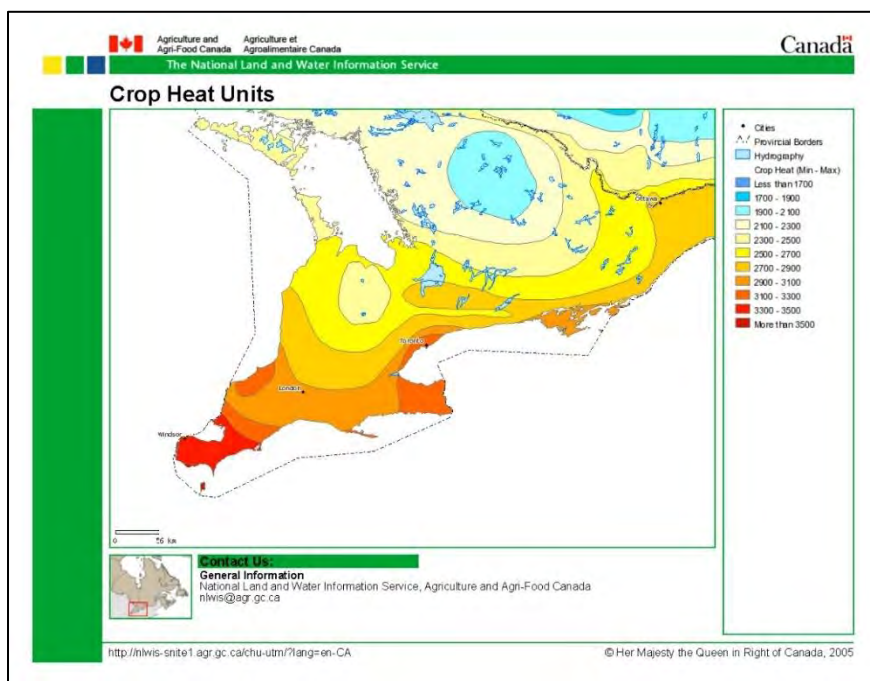 Agriculture and Agriculture et
Agri-Food Canada Agroalimentaire Canada
Canada
The National Land and Water Information Service
Crop Heat Units
Ottawa
Toronto
London
Windsor
0 56 km
Cities
Provincial Borders
Hydrography
Crop Heat (Min - Max)
Less than 1700
1700 - 1900
1900 - 2100
2100 - 2300
2300 - 2500
2500 - 2700
2700 - 2900
2900 - 3100
3100 - 3300
3300 - 3500
More than 3500
Contact Us:
General Information
National Land and Water Information Service, Agriculture and Agri-Food Canada
nlwis@agr.gc.ca
http://nlwis-snite1.agr.gc.ca/chu-utm/?lang=en-CA
© Her Majesty the Queen in Right of Canada, 2005